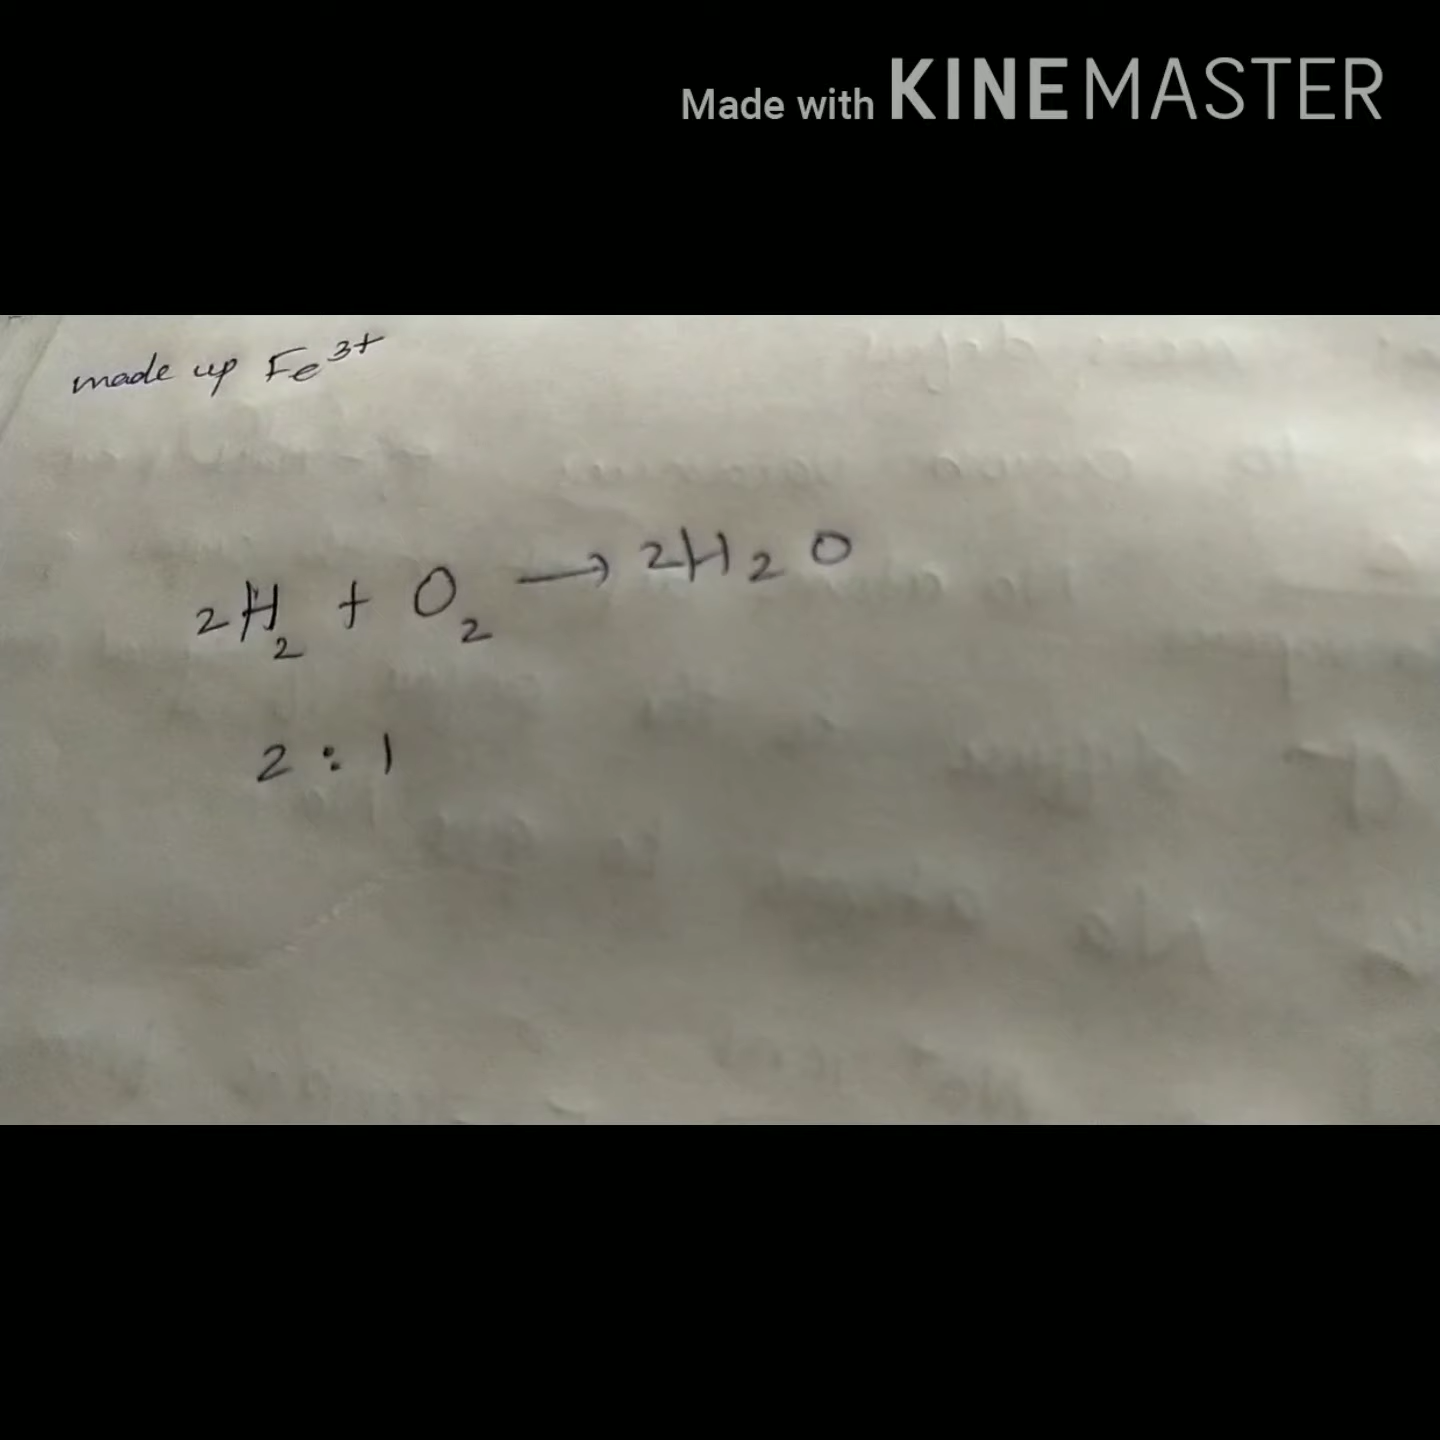 Made with KINEMASTER
made up Fe³⁺
2H₂ + O₂ → 2H₂O
2 : 1